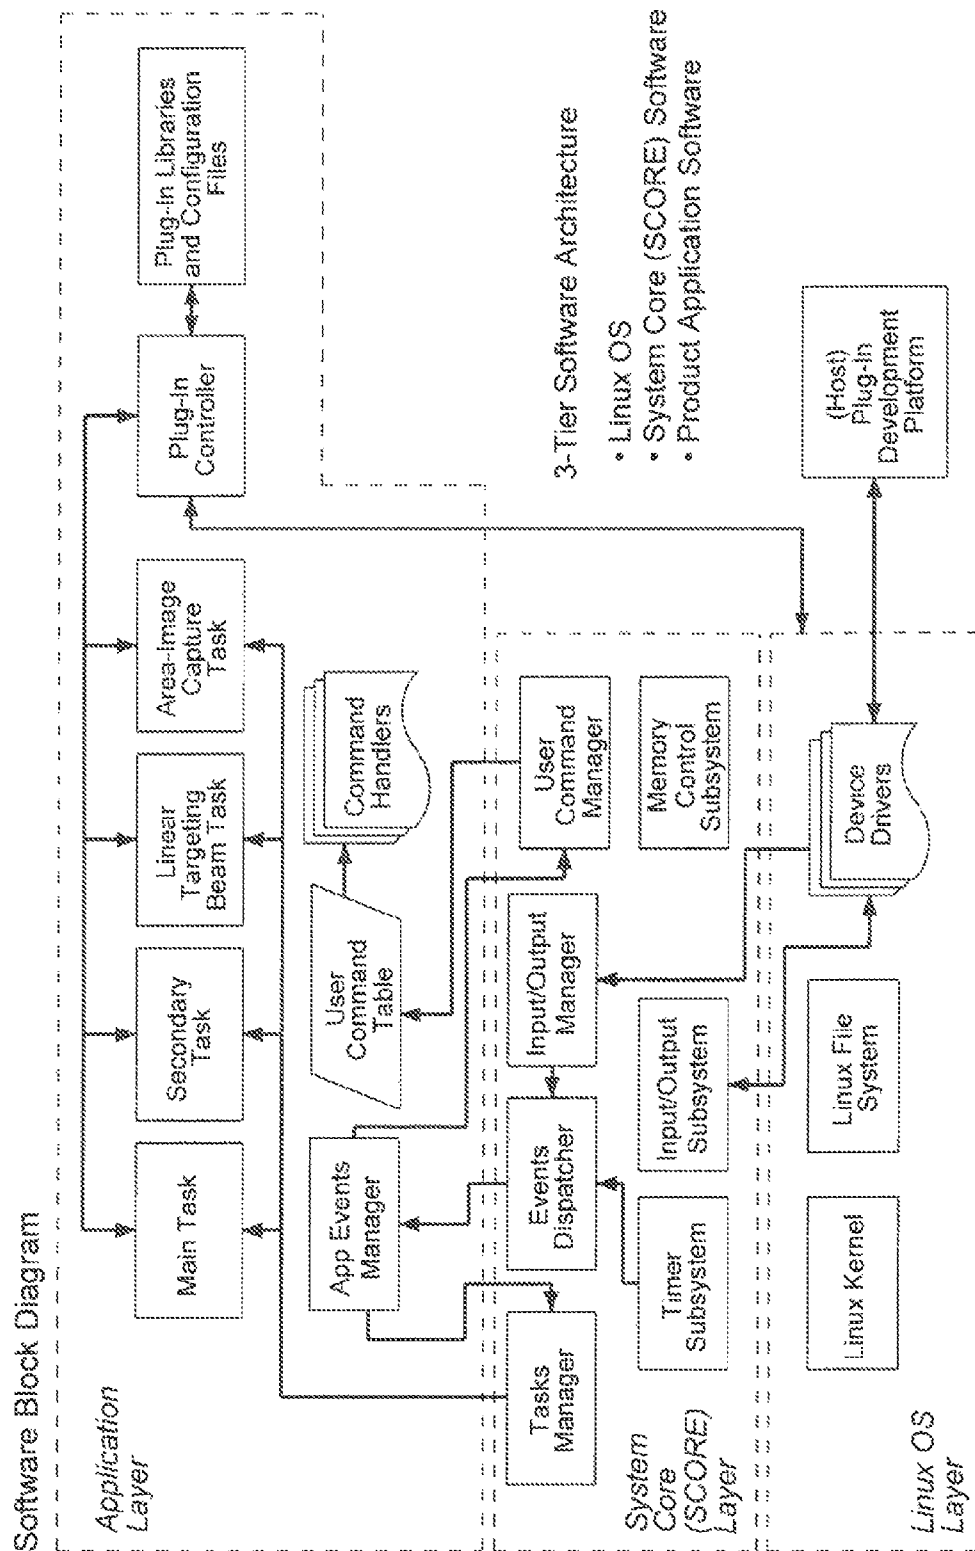 Software Block Diagram
Application
Layer
Main Task
Secondary
Task
Linear
Targeting
Beam Task
Area-Image
Capture
Task
Plug-In
Controller
Plug-In Libraries
and Configuration
Files
App Events
Manager
User
Command
Table
Command
Handlers
Tasks
Manager
Events
Dispatcher
Input/Output
Manager
User
Command
Manager
System
Core
(SCORE)
Layer
Timer
Subsystem
Input/Output
Subsystem
Memory
Control
Subsystem
3-Tier Software Architecture
• Linux OS
• System Core (SCORE) Software
• Product Application Software
Linux OS
Layer
Linux Kernel
Linux File
System
Device
Drivers
(Host)
Plug-In
Development
Platform